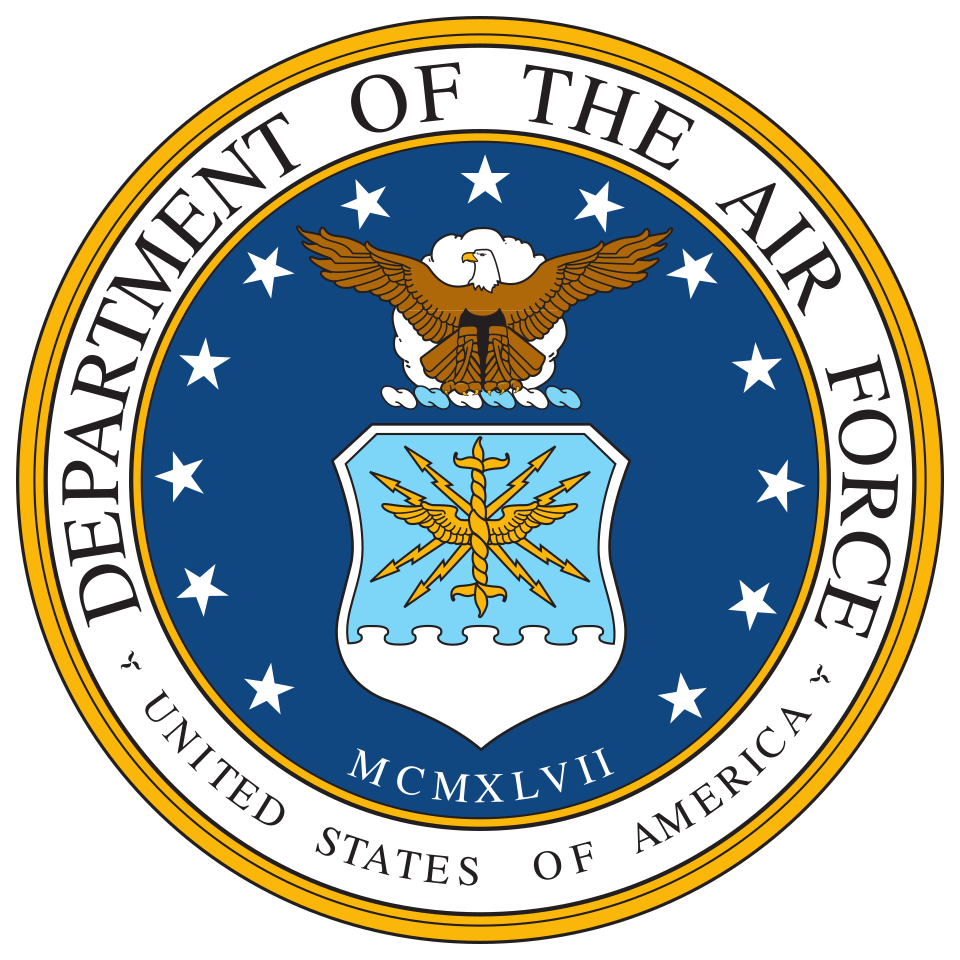 DEPARTMENT OF THE AIR FORCE
MCMXLVII
UNITED STATES OF AMERICA